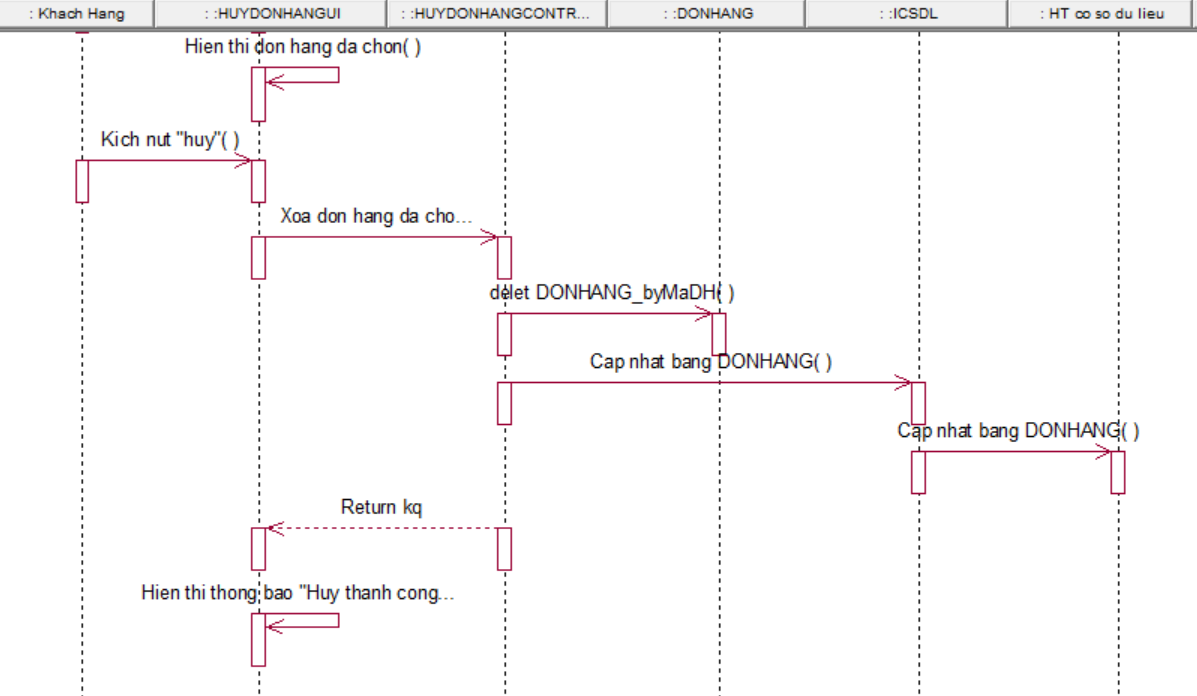 : Khach Hang
: :HUYDONHANGUI
: :HUYDONHANGCONTR...
: :DONHANG
: :ICSDL
: HT co so du lieu
Hien thi don hang da chon( )
Kich nut "huy"( )
Xoa don hang da cho...
delet DONHANG_byMaDH( )
Cap nhat bang DONHANG( )
Cap nhat bang DONHANG( )
Return kq
Hien thi thong bao "Huy thanh cong...